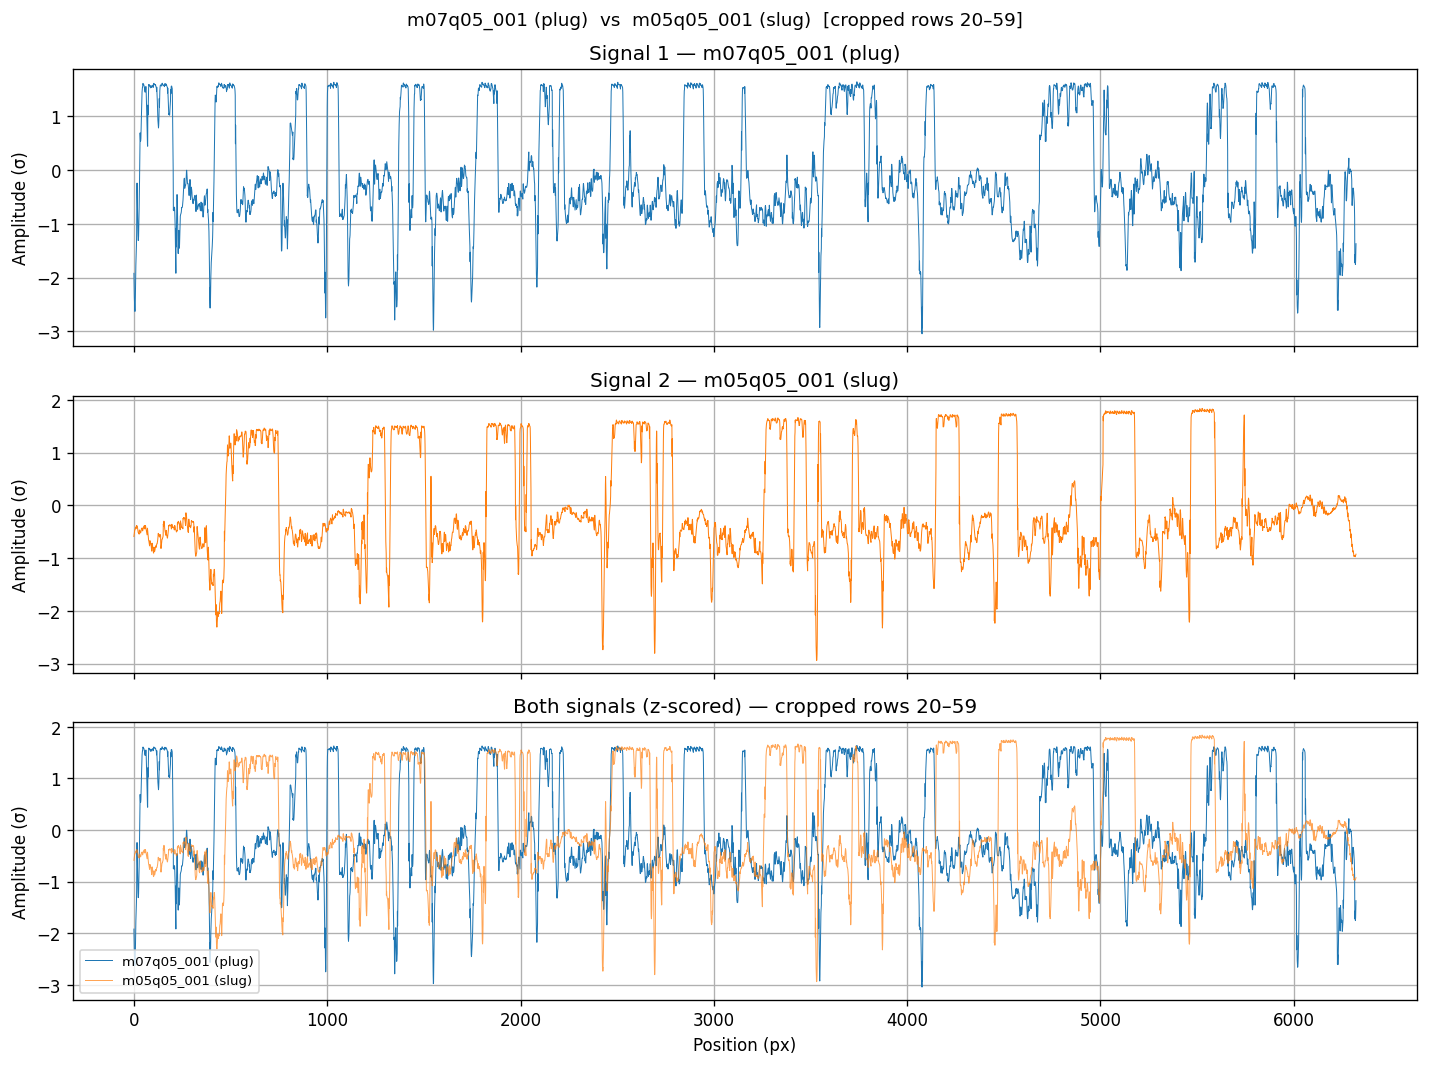 m07q05_001 (plug)  vs  m05q05_001 (slug)  [cropped rows 20–59]
Signal 1 — m07q05_001 (plug)
Amplitude (σ)
1
0
−1
−2
−3
Signal 2 — m05q05_001 (slug)
Amplitude (σ)
2
1
0
−1
−2
−3
Both signals (z-scored) — cropped rows 20–59
Amplitude (σ)
2
1
0
−1
−2
−3
m07q05_001 (plug)
m05q05_001 (slug)
0 1000 2000 3000 4000 5000 6000
Position (px)